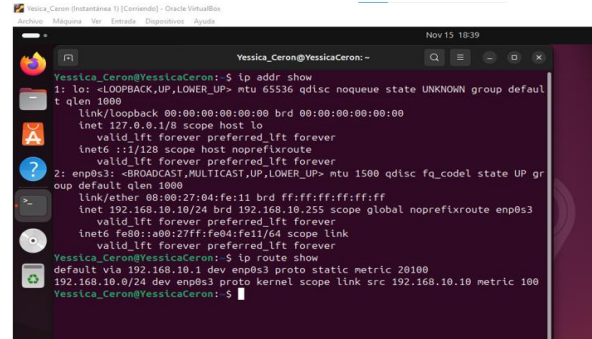 Yesica_Ceron (Instantánea 1) [Corriendo] - Oracle VirtualBox
Archivo Máquina Ver Entrada Dispositivos Ayuda
Nov 15 18:39
Yessica_Ceron@YessicaCeron: ~
Yessica_Ceron@YessicaCeron:~$ ip addr show
1: lo: <LOOPBACK,UP,LOWER_UP> mtu 65536 qdisc noqueue state UNKNOWN group defaul
t qlen 1000
link/loopback 00:00:00:00:00:00 brd 00:00:00:00:00:00
inet 127.0.0.1/8 scope host lo
valid_lft forever preferred_lft forever
inet6 ::1/128 scope host noprefixroute
valid_lft forever preferred_lft forever
2: enp0s3: <BROADCAST,MULTICAST,UP,LOWER_UP> mtu 1500 qdisc fq_codel state UP gr
oup default qlen 1000
link/ether 08:00:27:04:fe:11 brd ff:ff:ff:ff:ff:ff
inet 192.168.10.10/24 brd 192.168.10.255 scope global noprefixroute enp0s3
valid_lft forever preferred_lft forever
inet6 fe80::a00:27ff:fe04:fe11/64 scope link
valid_lft forever preferred_lft forever
Yessica_Ceron@YessicaCeron:~$ ip route show
default via 192.168.10.1 dev enp0s3 proto static metric 20100
192.168.10.0/24 dev enp0s3 proto kernel scope link src 192.168.10.10 metric 100
Yessica_Ceron@YessicaCeron:~$